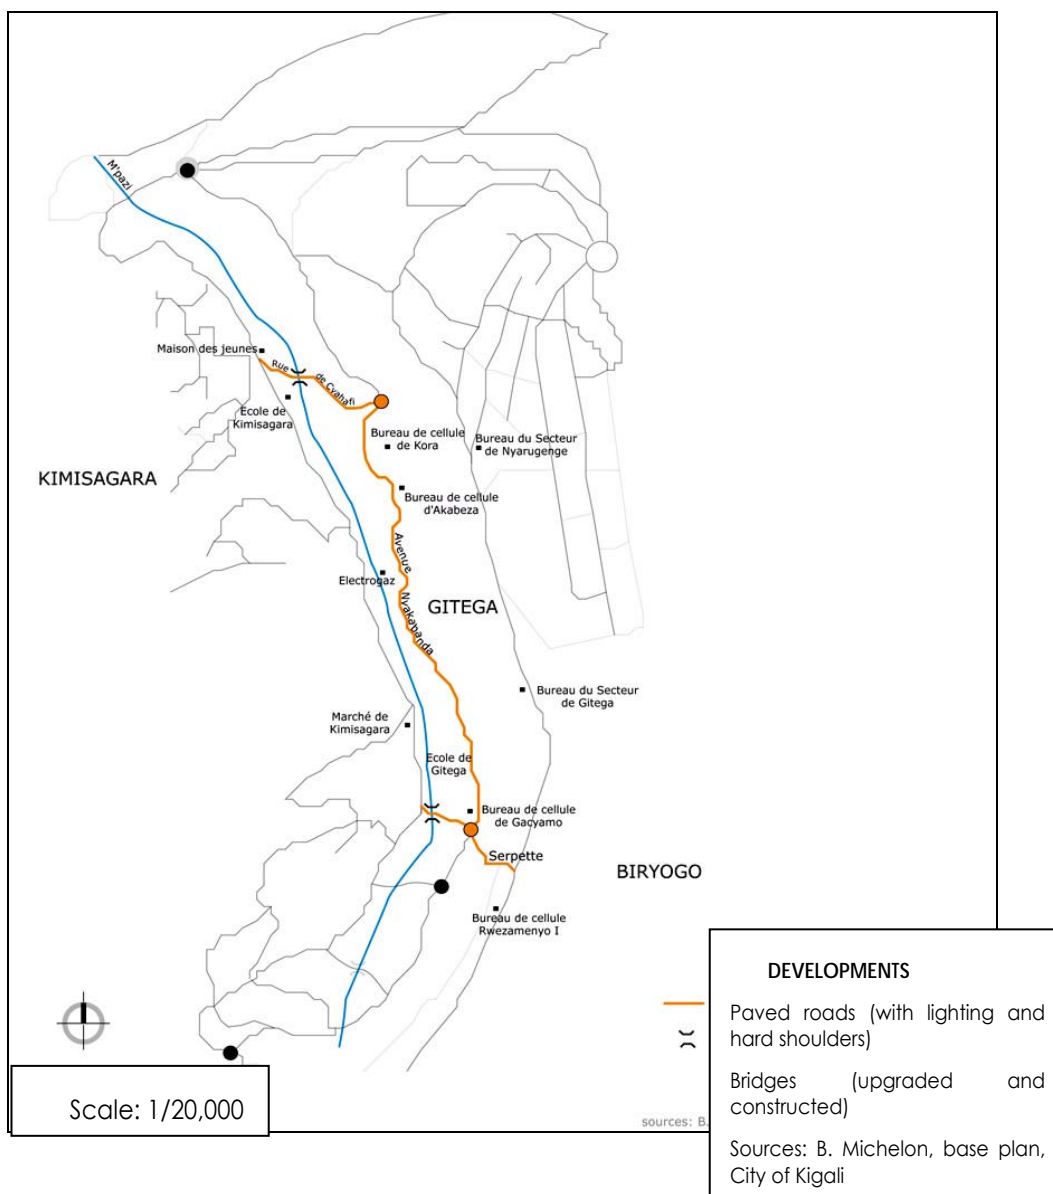 M'pazi
Maison des jeunes
Rue de Cyahafi
Ecole de
Kimisagara
Bureau de cellule
de Kora
Bureau du Secteur
de Nyarugenge
KIMISAGARA
Bureau de cellule
d'Akabeza
Avenue Nyakabanda
Electrogaz
GITEGA
Bureau du Secteur
de Gitega
Marché de
Kimisagara
Ecole de
Gitega
Bureau de cellule
de Gacyamo
Serpette
BIRYOGO
Bureau de cellule
Rwezamenyo I
DEVELOPMENTS
Paved roads (with lighting and
hard shoulders)
Bridges (upgraded and
constructed)
Sources: B. Michelon, base plan,
City of Kigali
Scale: 1/20,000
sources: B.